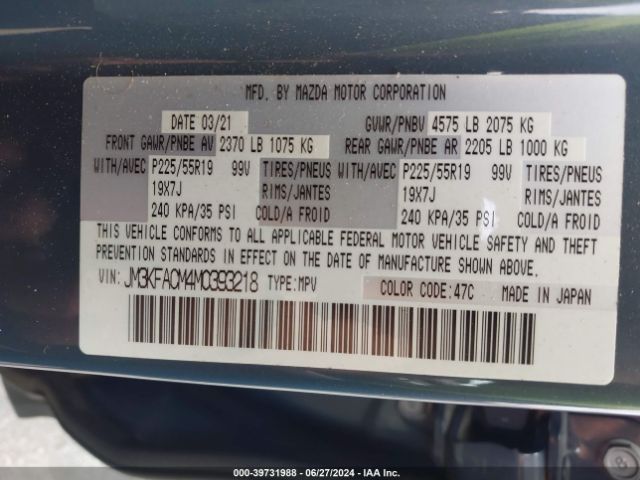 MFD. BY MAZDA MOTOR CORPORATION
DATE 03/21 GVWR/PNBV 4575 LB 2075 KG
FRONT GAWR/PNBE AV 2370 LB 1075 KG REAR GAWR/PNBE AR 2205 LB 1000 KG
WITH/AVEC P225/55R19 99V TIRES/PNEUS WITH/AVEC P225/55R19 99V TIRES/PNEUS
19X7J RIMS/JANTES 19X7J RIMS/JANTES
240 KPA/35 PSI COLD/A FROID 240 KPA/35 PSI COLD/A FROID
THIS VEHICLE CONFORMS TO ALL APPLICABLE FEDERAL MOTOR VEHICLE SAFETY AND THEFT
PREVENTION STANDARDS IN EFFECT ON THE DATE OF MANUFACTURE SHOWN ABOVE.
VIN: JM3KFACM4M0393218 TYPE:MPV COLOR CODE:47C MADE IN JAPAN
000-39731988 - 06/27/2024 - IAA Inc.
8